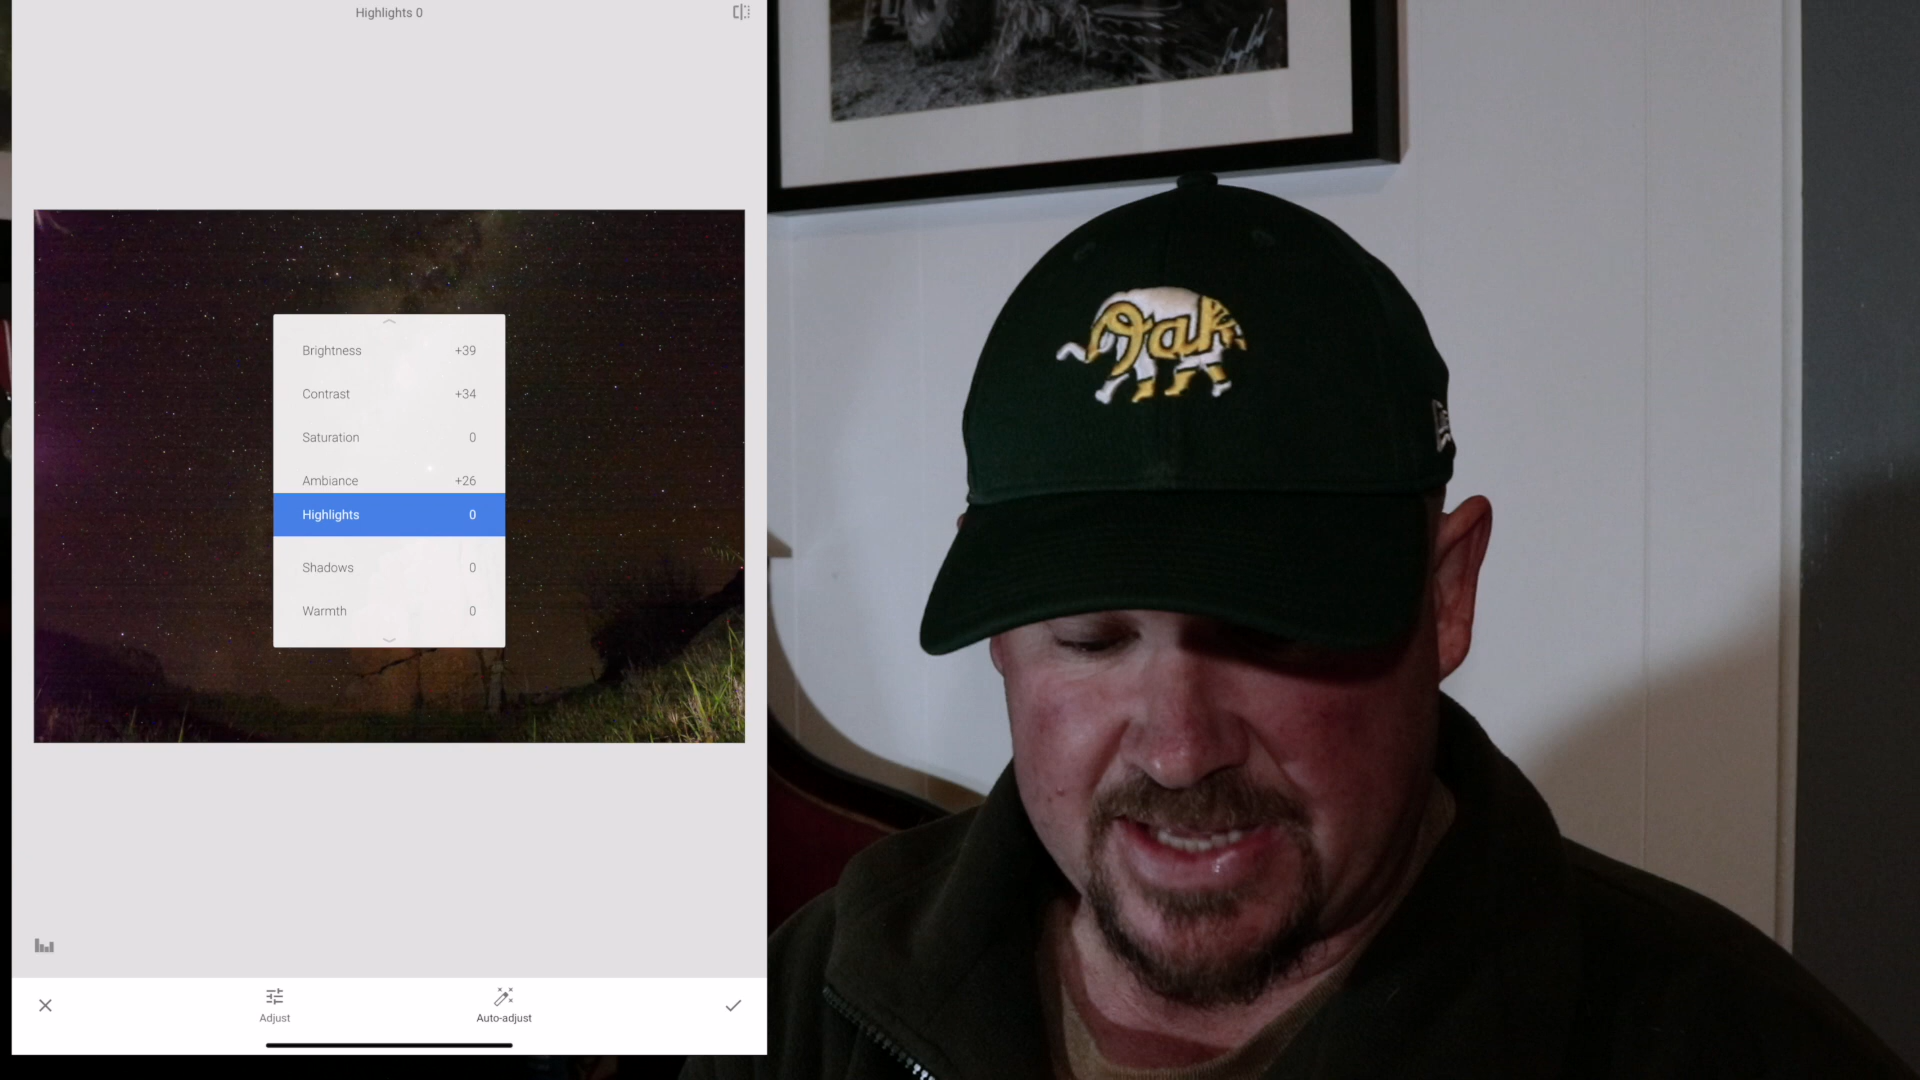 Highlights 0
Brightness +39
Contrast +34
Saturation 0
Ambiance +26
Highlights 0
Shadows 0
Warmth 0
Adjust
Auto-adjust
Oak